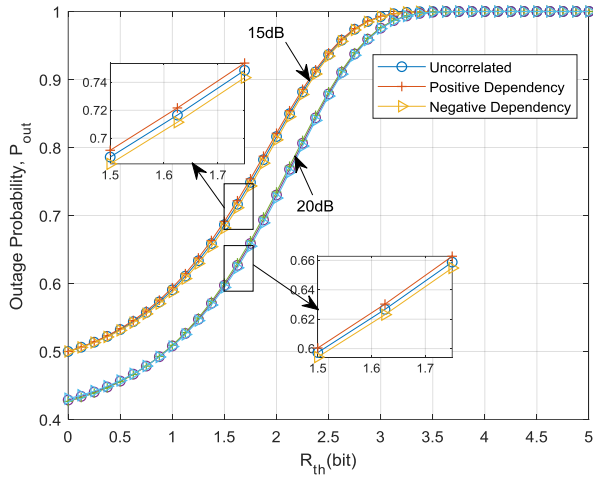 Outage Probability, P_out
1
0.9
0.8
0.7
0.6
0.5
0.4
0 0.5 1 1.5 2 2.5 3 3.5 4 4.5 5
R_th(bit)
15dB
20dB
Uncorrelated
Positive Dependency
Negative Dependency
0.74
0.72
0.7
1.5 1.6 1.7
0.66
0.64
0.62
0.6
1.5 1.6 1.7